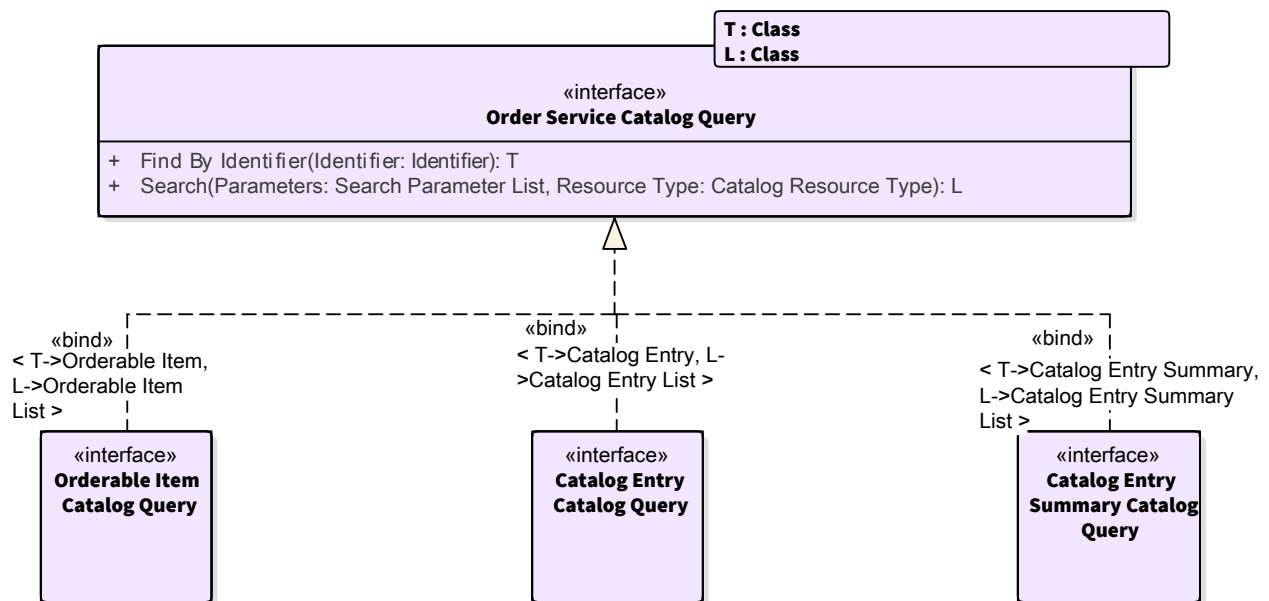 T : Class
L : Class
«interface»
Order Service Catalog Query
+ Find By Identifier(Identifier: Identifier): T
+ Search(Parameters: Search Parameter List, Resource Type: Catalog Resource Type): L
«bind»
< T->Orderable Item,
L->Orderable Item
List >
«bind»
< T->Catalog Entry, L-
>Catalog Entry List >
«bind»
< T->Catalog Entry Summary,
L->Catalog Entry Summary
List >
«interface»
Orderable Item
Catalog Query
«interface»
Catalog Entry
Catalog Query
«interface»
Catalog Entry
Summary Catalog
Query